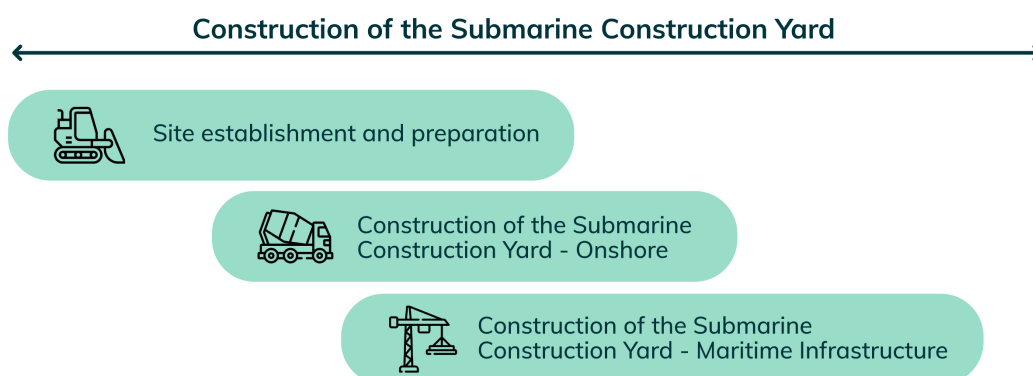 Construction of the Submarine Construction Yard
Site establishment and preparation
Construction of the Submarine
Construction Yard - Onshore
Construction of the Submarine
Construction Yard - Maritime Infrastructure